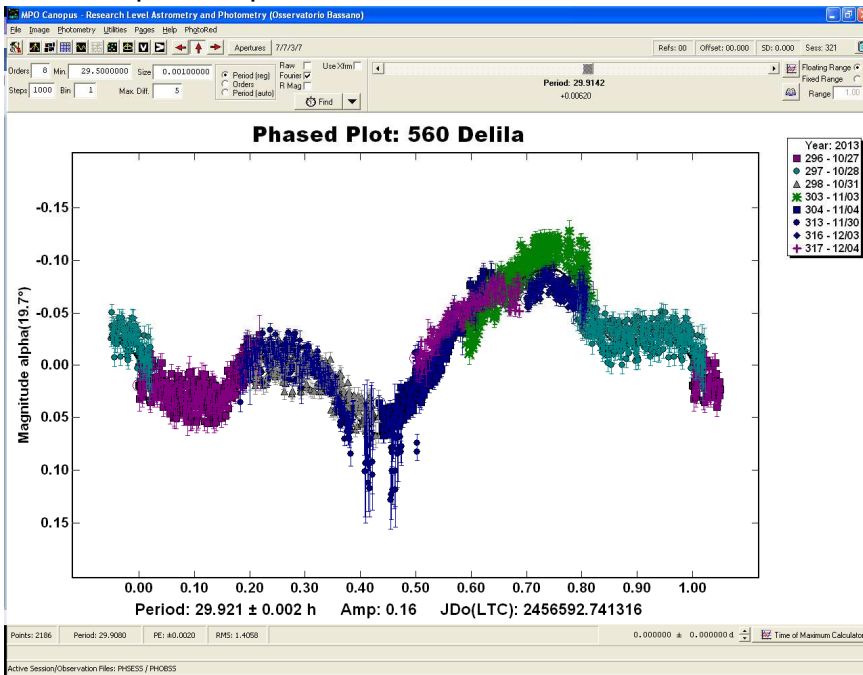 MPO Canopus - Research Level Astrometry and Photometry (Osservatorio Bassano)
File Image Photometry Utilities Pages Help PhotoRed
Apertures 7/7/3/7 Refs: 00 Offset: 00.000 SD: 0.000 Sess: 321
Orders 8 Min. 29.5000000 Size 0.00100000
Steps 1000 Bin 1 Max. Diff. 5
Period (reg)
Orders
Period (auto)
Raw Use Xfrm
Fourier
R Mag
Find
Period: 29.9142
+0.00620
Floating Range
Fixed Range
Range 1.00
Phased Plot: 560 Delila
Year: 2013
296 - 10/27
297 - 10/28
298 - 10/31
303 - 11/03
304 - 11/04
313 - 11/30
316 - 12/03
317 - 12/04
Magnitude alpha(19.7°)
-0.15
-0.10
-0.05
0.00
0.05
0.10
0.15
0.00 0.10 0.20 0.30 0.40 0.50 0.60 0.70 0.80 0.90 1.00
Period: 29.921 ± 0.002 h Amp: 0.16 JDo(LTC): 2456592.741316
Points: 2186 Period: 29.9080 PE: ±0.0020 RMS: 1.4058 0.000000 ± 0.000000 d Time of Maximum Calculator
Active Session/Observation Files: PHSESS / PHOBSS